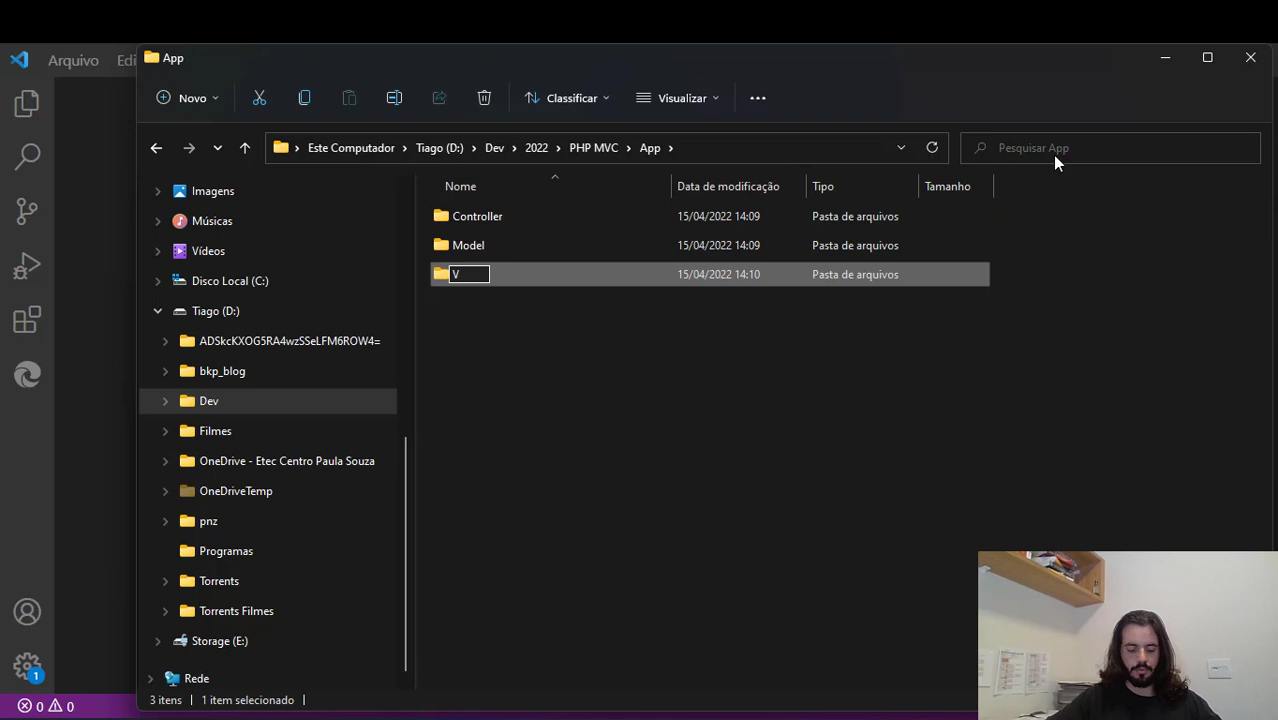 Arquivo
Edi
App
Novo
Classificar
Visualizar
Este Computador
Tiago (D:)
Dev
2022
PHP MVC
App
Pesquisar App
Nome
Data de modificação
Tipo
Tamanho
Controller
15/04/2022 14:09
Pasta de arquivos
Model
15/04/2022 14:09
Pasta de arquivos
V
15/04/2022 14:10
Pasta de arquivos
Imagens
Músicas
Vídeos
Disco Local (C:)
Tiago (D:)
ADSkcKXOG5RA4wzSSeLFM6ROW4=
bkp_blog
Dev
Filmes
OneDrive - Etec Centro Paula Souza
OneDriveTemp
pnz
Programas
Torrents
Torrents Filmes
Storage (E:)
Rede
3 itens
1 item selecionado
1
0
0